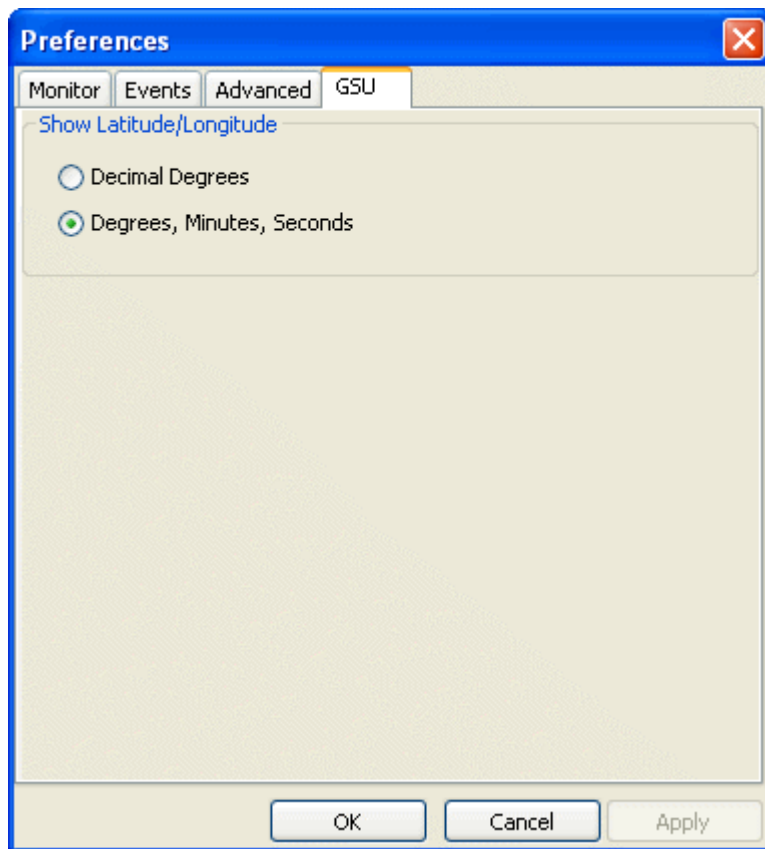 Preferences
Monitor Events Advanced GSU
Show Latitude/Longitude
Decimal Degrees
Degrees, Minutes, Seconds
OK Cancel Apply